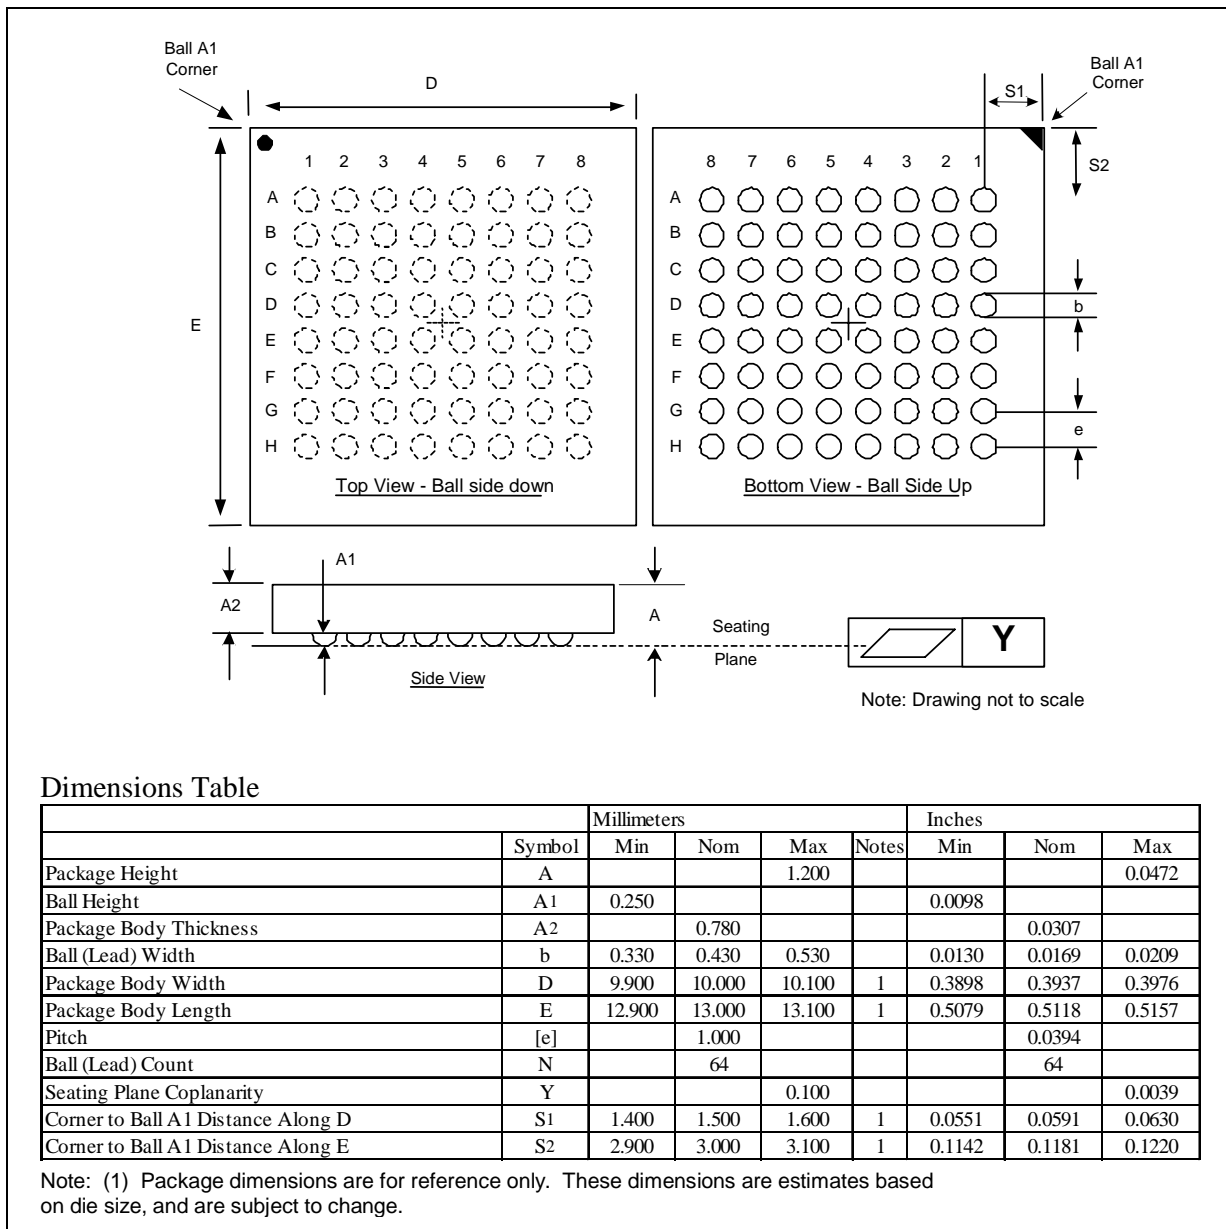 Ball A1
Corner
D
S1
Ball A1
Corner
S2
E
1 2 3 4 5 6 7 8
A
B
C
D
E
F
G
H
Top View - Ball side down
8 7 6 5 4 3 2 1
A
B
C
D
E
F
G
H
b
e
Bottom View - Ball Side Up
A1
A2
A
Seating
Plane
Y
Side View
Note: Drawing not to scale
Dimensions Table
Millimeters Inches
Symbol Min Nom Max Notes Min Nom Max
Package Height A 1.200 0.0472
Ball Height A1 0.250 0.0098
Package Body Thickness A2 0.780 0.0307
Ball (Lead) Width b 0.330 0.430 0.530 0.0130 0.0169 0.0209
Package Body Width D 9.900 10.000 10.100 1 0.3898 0.3937 0.3976
Package Body Length E 12.900 13.000 13.100 1 0.5079 0.5118 0.5157
Pitch [e] 1.000 0.0394
Ball (Lead) Count N 64 64
Seating Plane Coplanarity Y 0.100 0.0039
Corner to Ball A1 Distance Along D S1 1.400 1.500 1.600 1 0.0551 0.0591 0.0630
Corner to Ball A1 Distance Along E S2 2.900 3.000 3.100 1 0.1142 0.1181 0.1220
Note: (1) Package dimensions are for reference only. These dimensions are estimates based
on die size, and are subject to change.